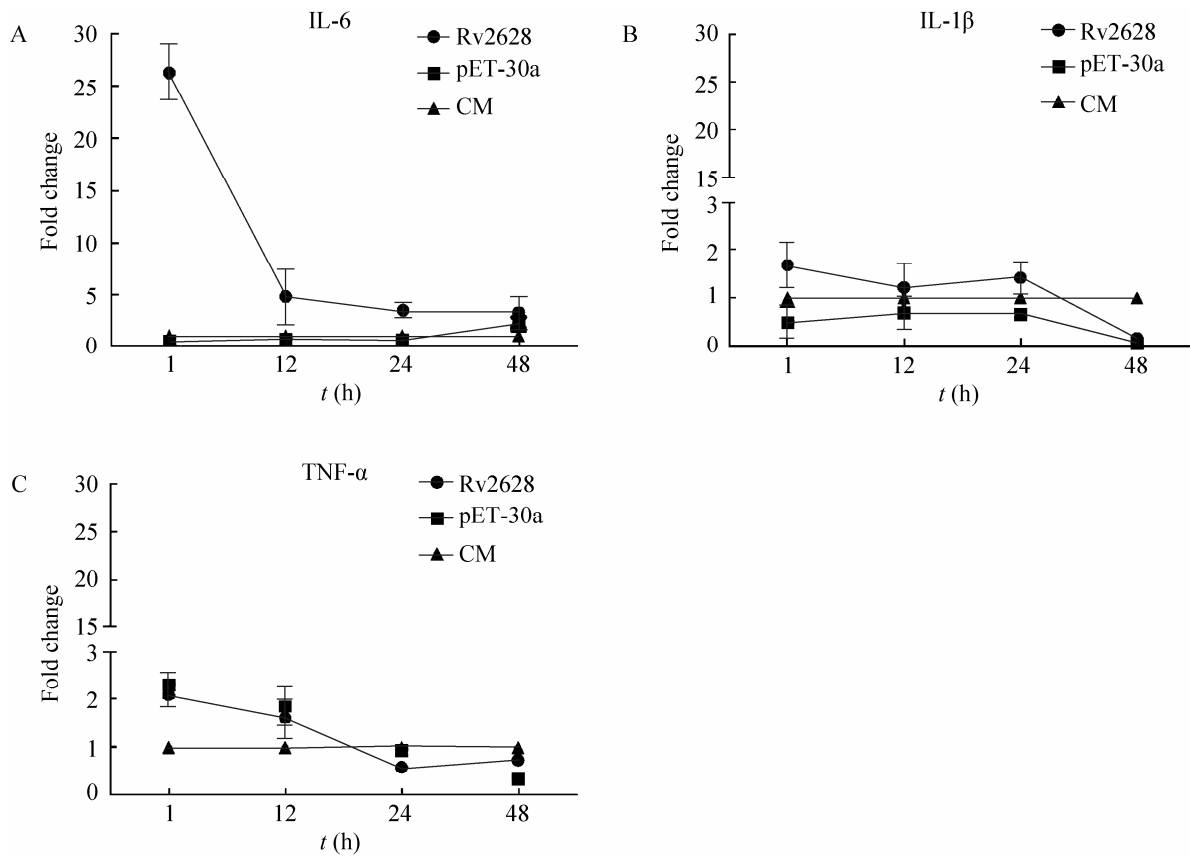 A
IL-6
Rv2628
pET-30a
CM
Fold change
30
25
20
15
10
5
0
1 12 24 48
t (h)
B
IL-1β
Rv2628
pET-30a
CM
Fold change
30
25
20
15
3
2
1
0
1 12 24 48
t (h)
C
TNF-α
Rv2628
pET-30a
CM
Fold change
30
25
20
15
3
2
1
0
1 12 24 48
t (h)